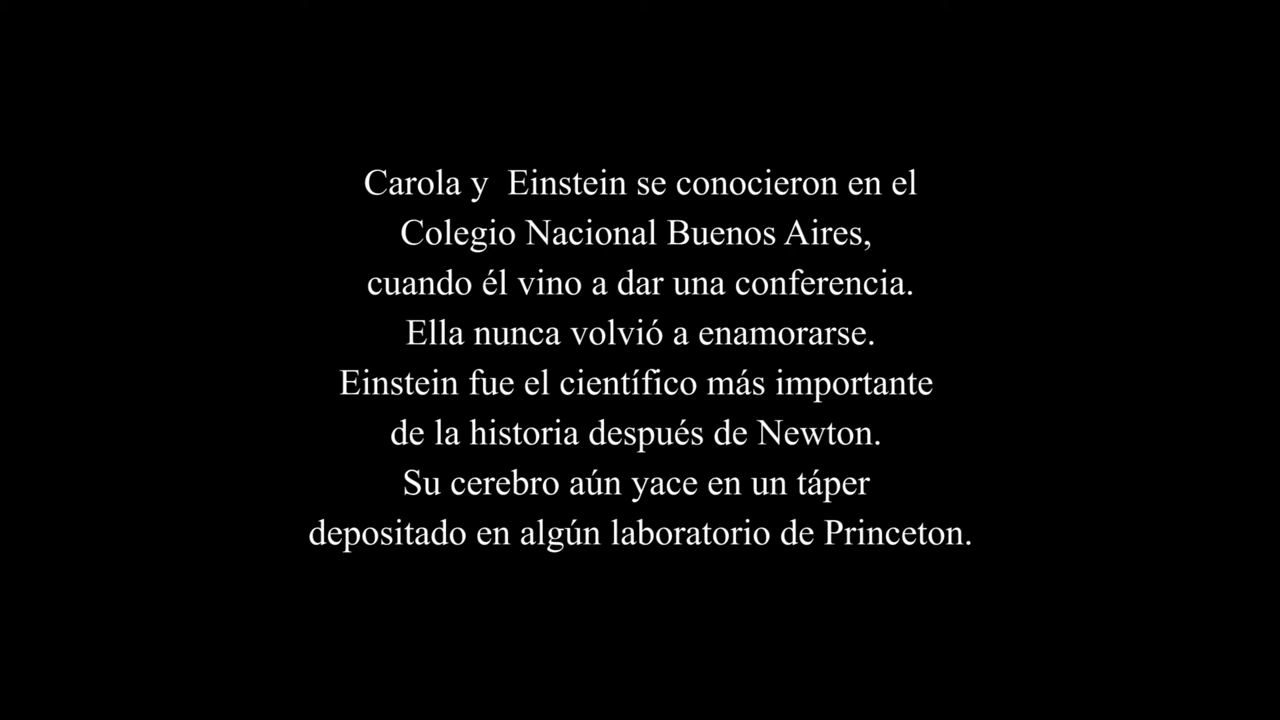 Carola y  Einstein se conocieron en el
Colegio Nacional Buenos Aires,
cuando él vino a dar una conferencia.
Ella nunca volvió a enamorarse.
Einstein fue el científico más importante
de la historia después de Newton.
Su cerebro aún yace en un táper
depositado en algún laboratorio de Princeton.